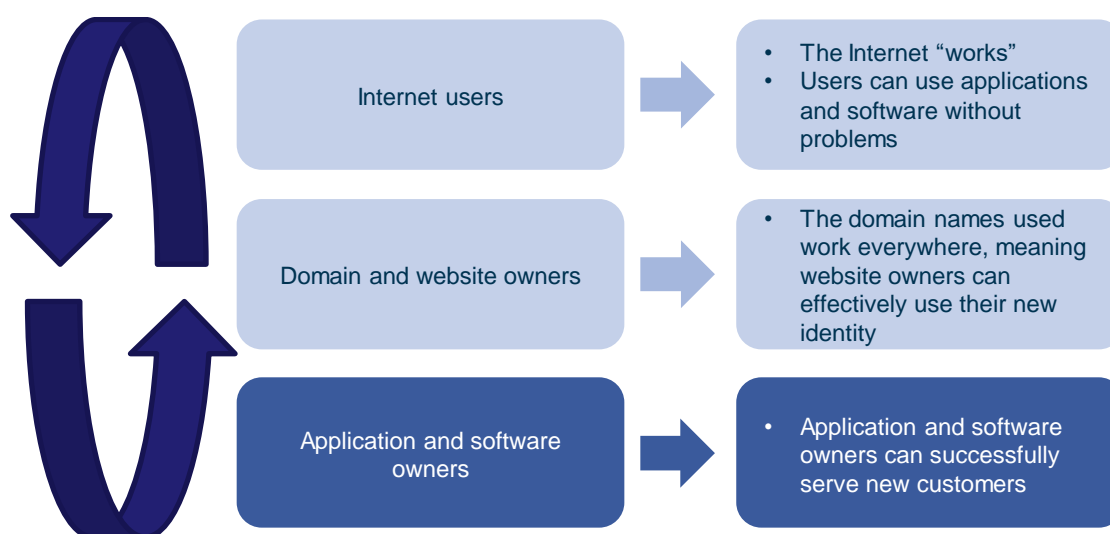 Internet users
• The Internet “works”
• Users can use applications
and software without
problems
Domain and website owners
• The domain names used
work everywhere, meaning
website owners can
effectively use their new
identity
Application and software
owners
• Application and software
owners can successfully
serve new customers